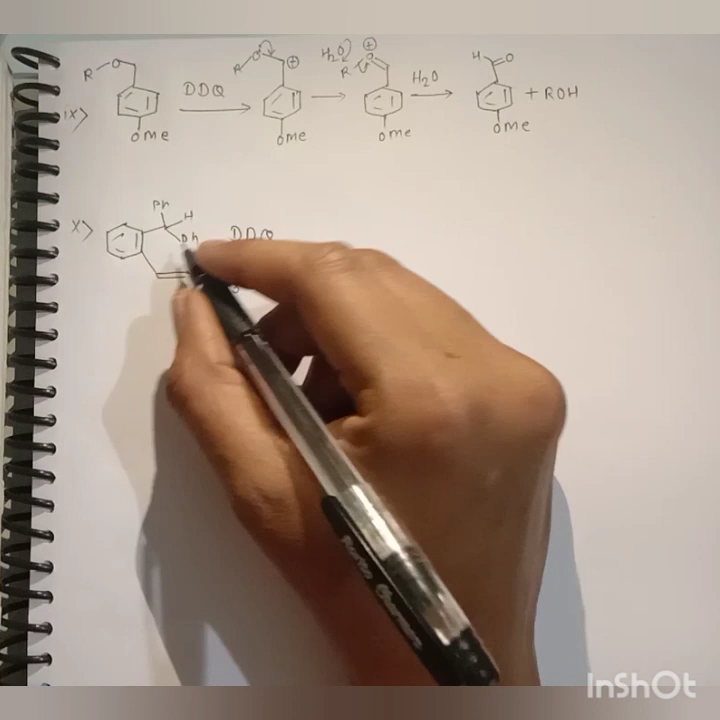 ix> R-O DDQ R O ⊕ H₂O R O ⊕ H₂O H O + ROH
OMe OMe OMe OMe
x> Ph H Ph DDQ
InShOt